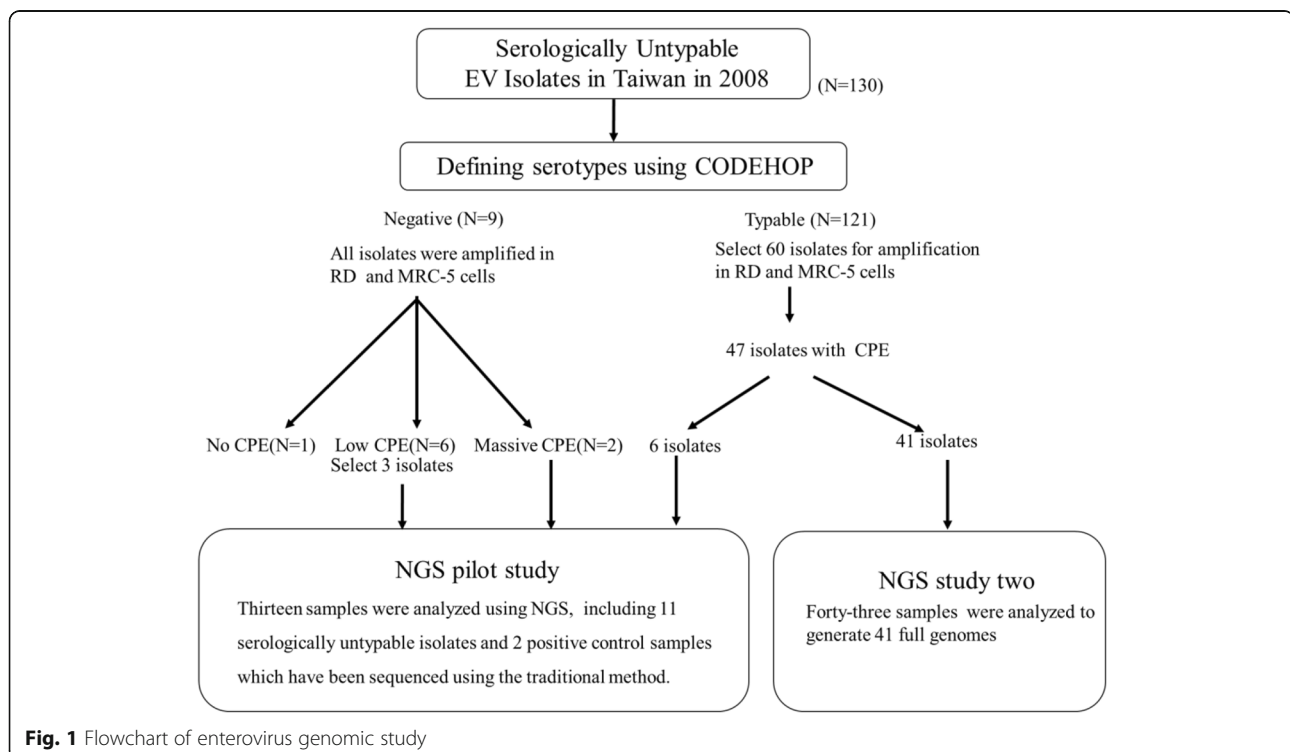 Serologically Untypable
EV Isolates in Taiwan in 2008
(N=130)
Defining serotypes using CODEHOP
Negative (N=9)
All isolates were amplified in
RD and MRC-5 cells
Typable (N=121)
Select 60 isolates for amplification
in RD and MRC-5 cells
47 isolates with CPE
No CPE(N=1)
Low CPE(N=6)
Select 3 isolates
Massive CPE(N=2)
6 isolates
41 isolates
NGS pilot study
Thirteen samples were analyzed using NGS, including 11
serologically untypable isolates and 2 positive control samples
which have been sequenced using the traditional method.
NGS study two
Forty-three samples were analyzed to
generate 41 full genomes
Fig. 1 Flowchart of enterovirus genomic study